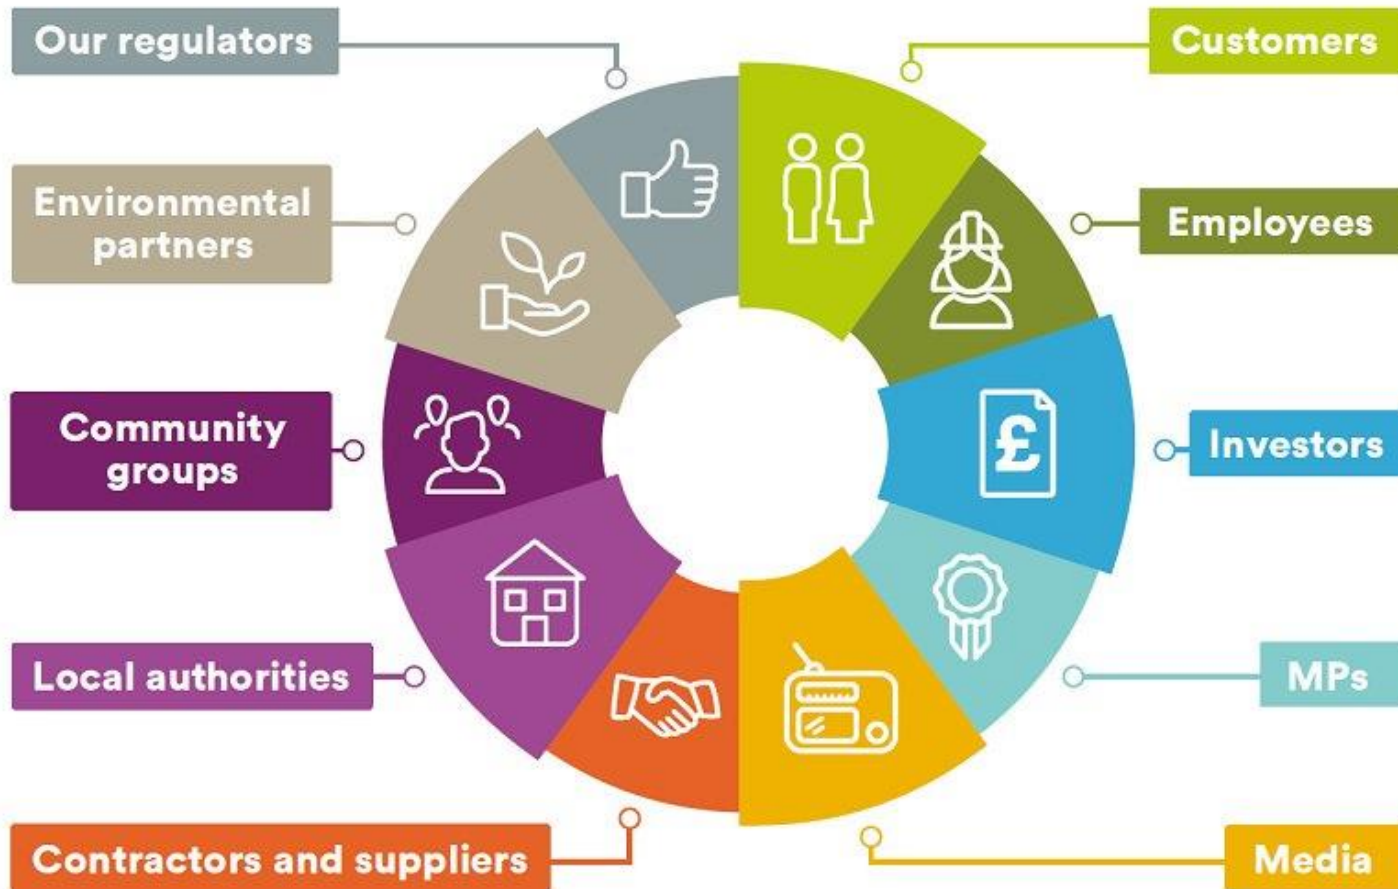 Our regulators
Customers
Environmental
partners
Employees
Community
groups
£
Investors
Local authorities
MPs
Contractors and suppliers
Media